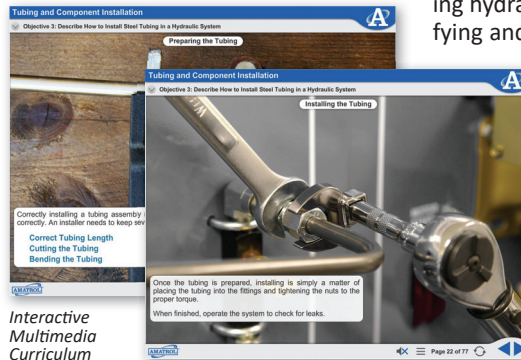 ing hydra
fying and
Tubing and Component Installation
Objective 3: Describe How to Install Steel Tubing in a Hydraulic System
Preparing the Tubing
Correctly installing a tubing assembly
correctly. An installer needs to keep sev
Correct Tubing Length
Cutting the Tubing
Bending the Tubing
AMATROL
Tubing and Component Installation
Objective 3: Describe How to Install Steel Tubing in a Hydraulic System
A
Installing the Tubing
Once the tubing is prepared, installing is simply a matter of
placing the tubing into the fittings and tightening the nuts to the
proper torque.
When finished, operate the system to check for leaks.
AMATROL
Page 22 of 77
Interactive
Multimedia
Curriculum